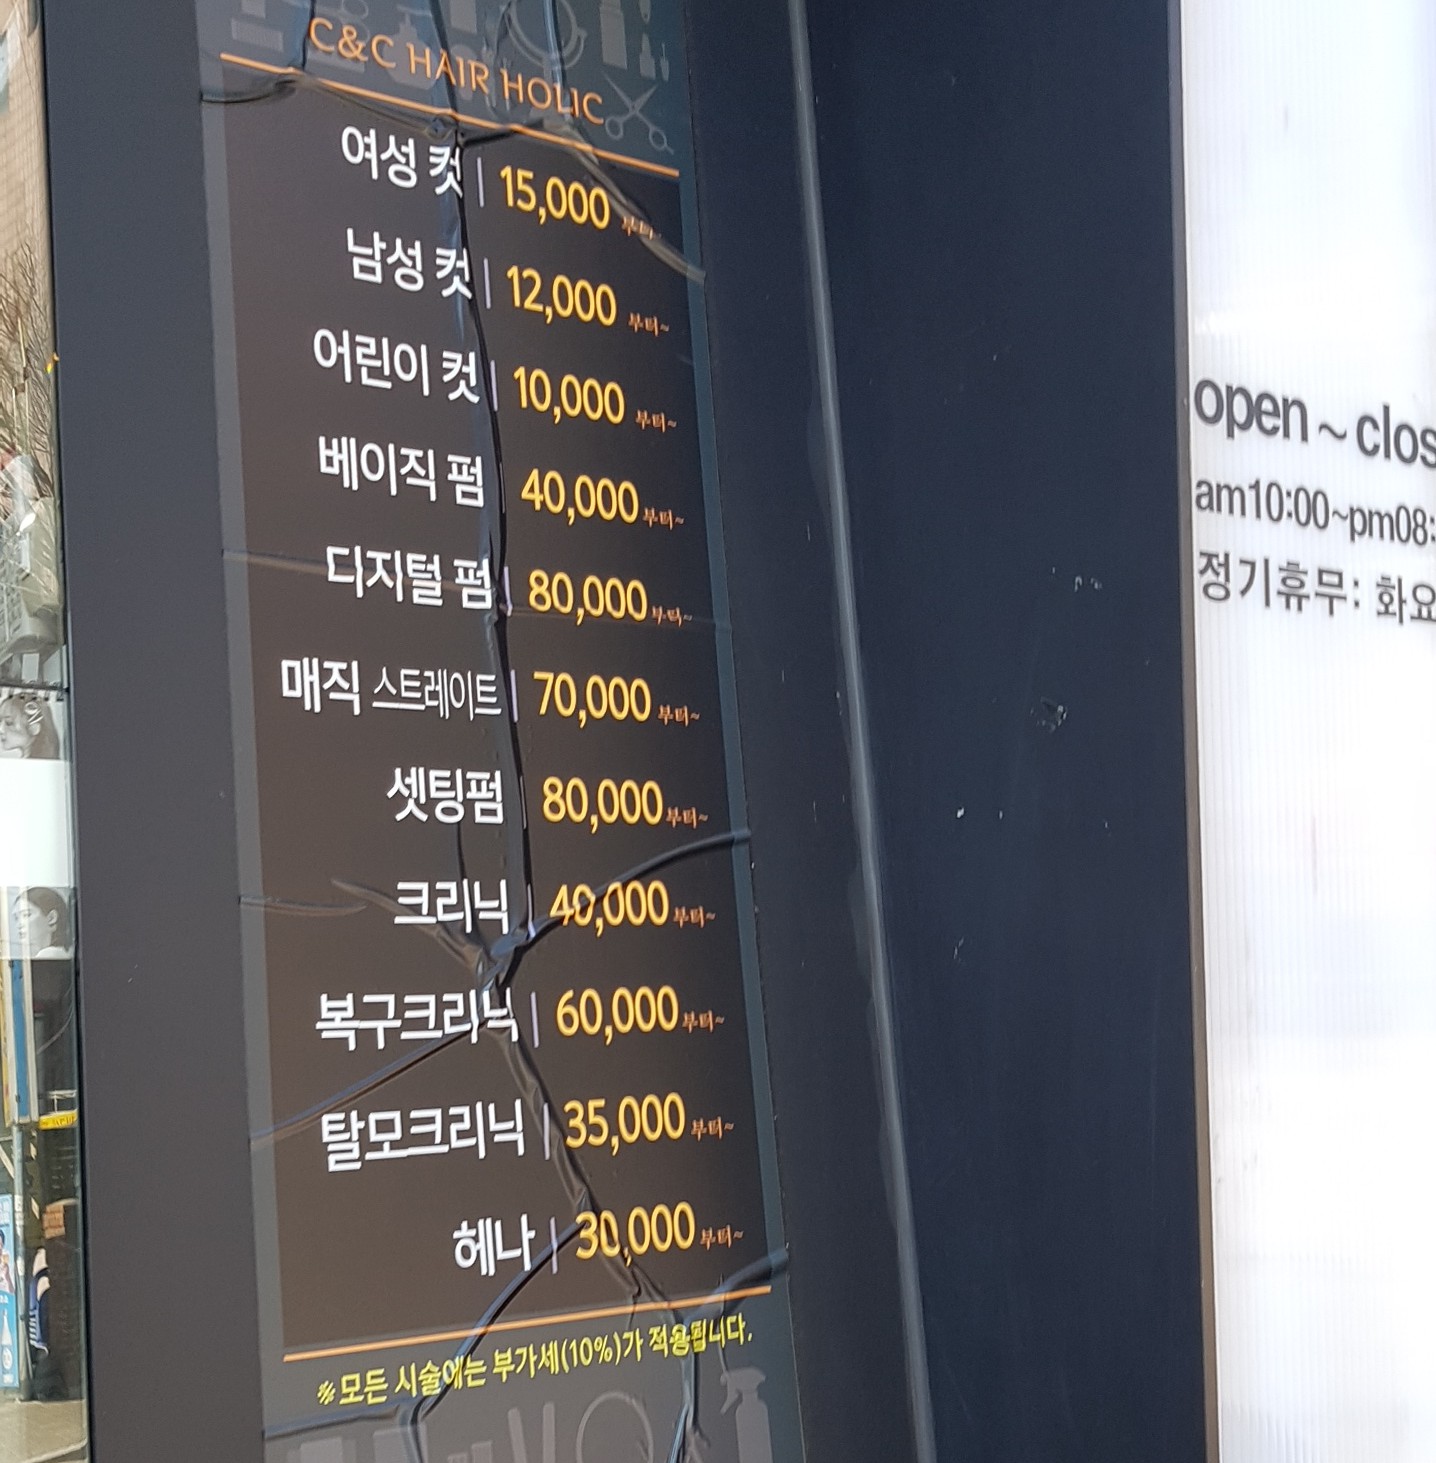 C&C HAIR HOLIC
여성 컷 | 15,000 부터~
남성 컷 | 12,000 부터~
어린이 컷 | 10,000 부터~
베이직 펌 | 40,000 부터~
디지털 펌 | 80,000 부터~
매직 스트레이트 | 70,000 부터~
셋팅펌 | 80,000 부터~
크리닉 | 40,000 부터~
복구크리닉 | 60,000 부터~
탈모크리닉 | 35,000 부터~
헤나 | 30,000 부터~
※ 모든 시술에는 부가세(10%)가 적용됩니다.
open ~ clos
am10:00~pm08:
정기휴무: 화요